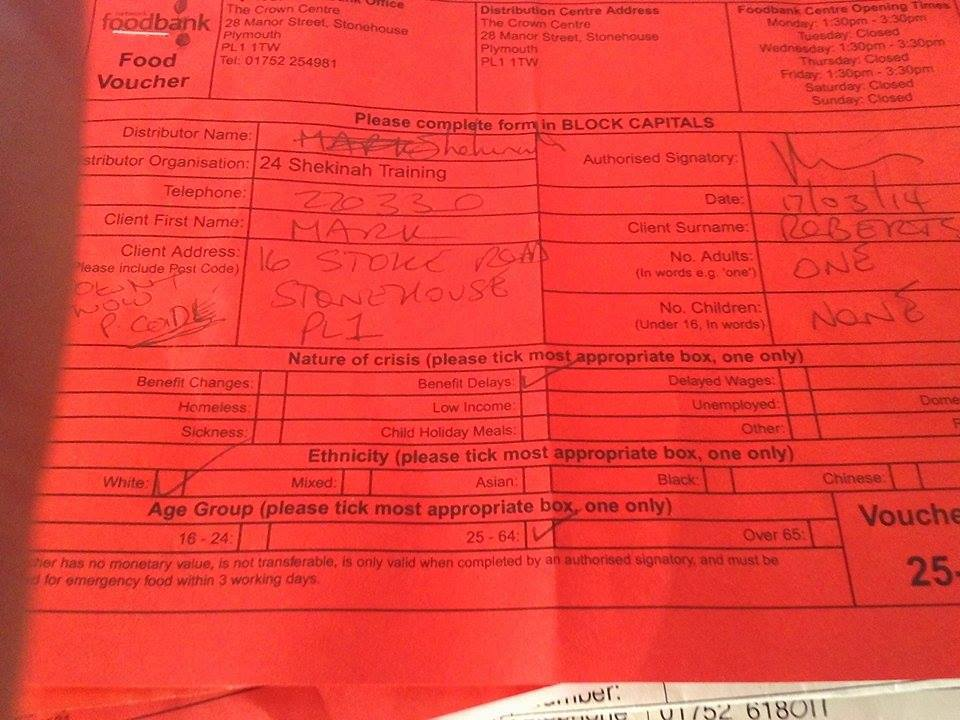 foodbank
Food
Voucher
Office
The Crown Centre
28 Manor Street, Stonehouse
Plymouth
PL1 1TW
Tel: 01752 254981
Distribution Centre Address
The Crown Centre
28 Manor Street, Stonehouse
Plymouth
PL1 1TW
Foodbank Centre Opening Times
Monday: 1:30pm - 3:30pm
Tuesday: Closed
Wednesday: 1:30pm - 3:30pm
Thursday: Closed
Friday: 1:30pm - 3:30pm
Saturday: Closed
Sunday: Closed
Please complete form in BLOCK CAPITALS
Distributor Name: MARK Shekinah
Authorised Signatory:
stributor Organisation: 24 Shekinah Training
Telephone: 220330
Date: 17/03/14
Client First Name: MARK
Client Surname: ROBERTS
Client Address: 16 STOKE ROAD
(Please include Post Code) STONEHOUSE
PL1
P. CODE
No. Adults: ONE
(In words e.g. 'one')
No. Children: NONE
(Under 16, In words)
Nature of crisis (please tick most appropriate box, one only)
Benefit Changes: Benefit Delays: ✓ Delayed Wages:
Homeless: Low Income: Unemployed: Dome
Sickness: Child Holiday Meals: Other:
Ethnicity (please tick most appropriate box, one only)
White: ✓ Mixed: Asian: Black: Chinese:
Age Group (please tick most appropriate box, one only)
16 - 24: 25 - 64: ✓ Over 65:
Vouche
25-
her has no monetary value, is not transferable, is only valid when completed by an authorised signatory, and must be
d for emergency food within 3 working days.
umber:
01752 618011